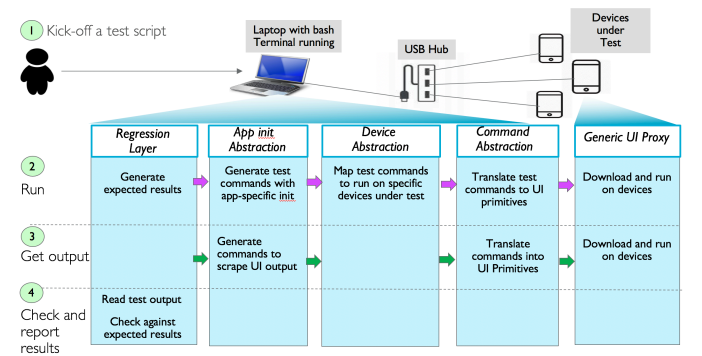 1 Kick-off a test script
Laptop with bash
Terminal running
USB Hub
Devices
under
Test
Regression
Layer
App init
Abstraction
Device
Abstraction
Command
Abstraction
Generic UI Proxy
2
Run
Generate
expected results
Generate test
commands with
app-specific init
Map test commands
to run on specific
devices under test
Translate test
commands to UI
primitives
Download and run
on devices
3
Get output
Generate
commands to
scrape UI output
Translate
commands into
UI Primitives
Download and run
on devices
4
Check and
report
results
Read test output
Check against
expected results